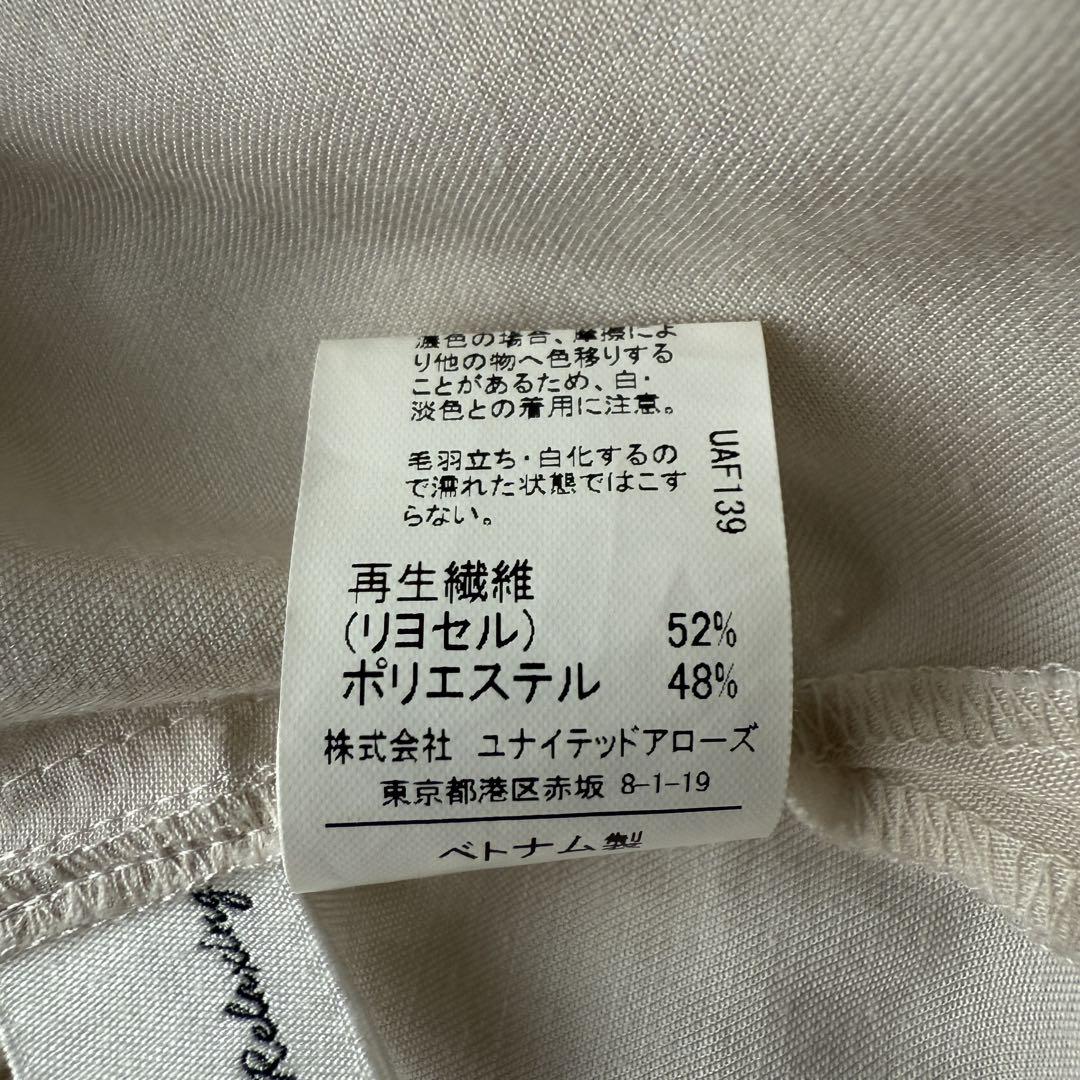 濃色の場合、摩擦によ
り他の物へ色移りする
ことがあるため、白・
淡色との着用に注意。
毛羽立ち・白化するの
で濡れた状態ではこす
らない。
UAF139
再生繊維
(リヨセル) 52%
ポリエステル 48%
株式会社 ユナイテッドアローズ
東京都港区赤坂 8-1-19
ベトナム製
Relaxing